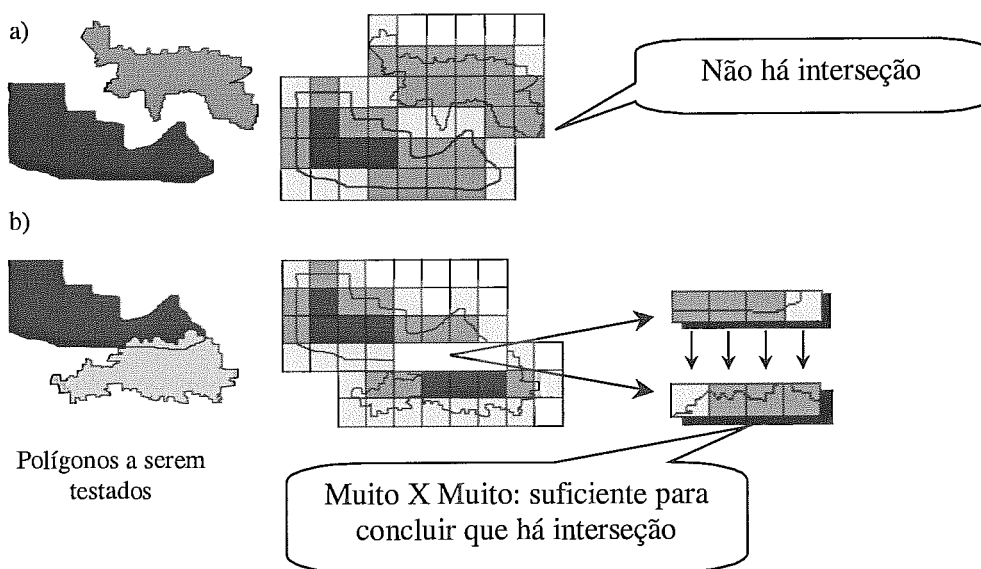 a)
Não há interseção
b)
Polígonos a serem
testados
Muito X Muito: suficiente para
concluir que há interseção